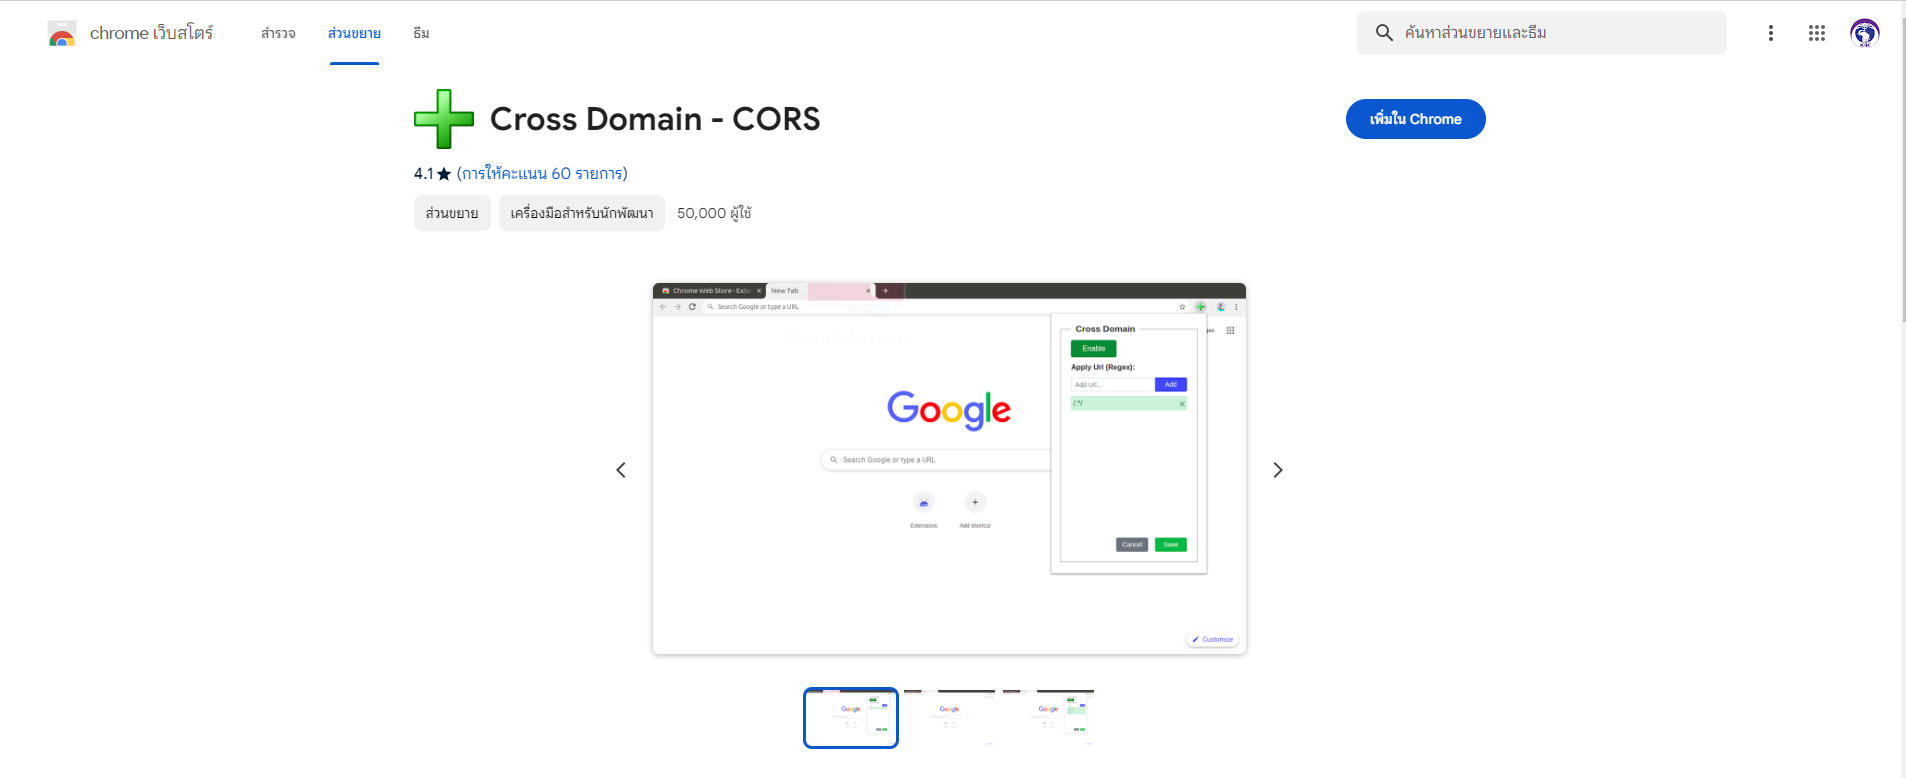 chrome เว็บสโตร์ สำรวจ ส่วนขยาย ธีม ค้นหาส่วนขยายและธีม
Cross Domain - CORS
เพิ่มใน Chrome
4.1★ (การให้คะแนน 60 รายการ)
ส่วนขยาย เครื่องมือสำหรับนักพัฒนา 50,000 ผู้ใช้
Chrome Web Store - Exte New Tab
Search Google or type a URL
Cross Domain
Enable
Apply Url (Regex):
Add Url... Add
/.*/
Google
Search Google or type a URL
Extensions Add shortcut
Cancel Save
Customize
Google Google Google